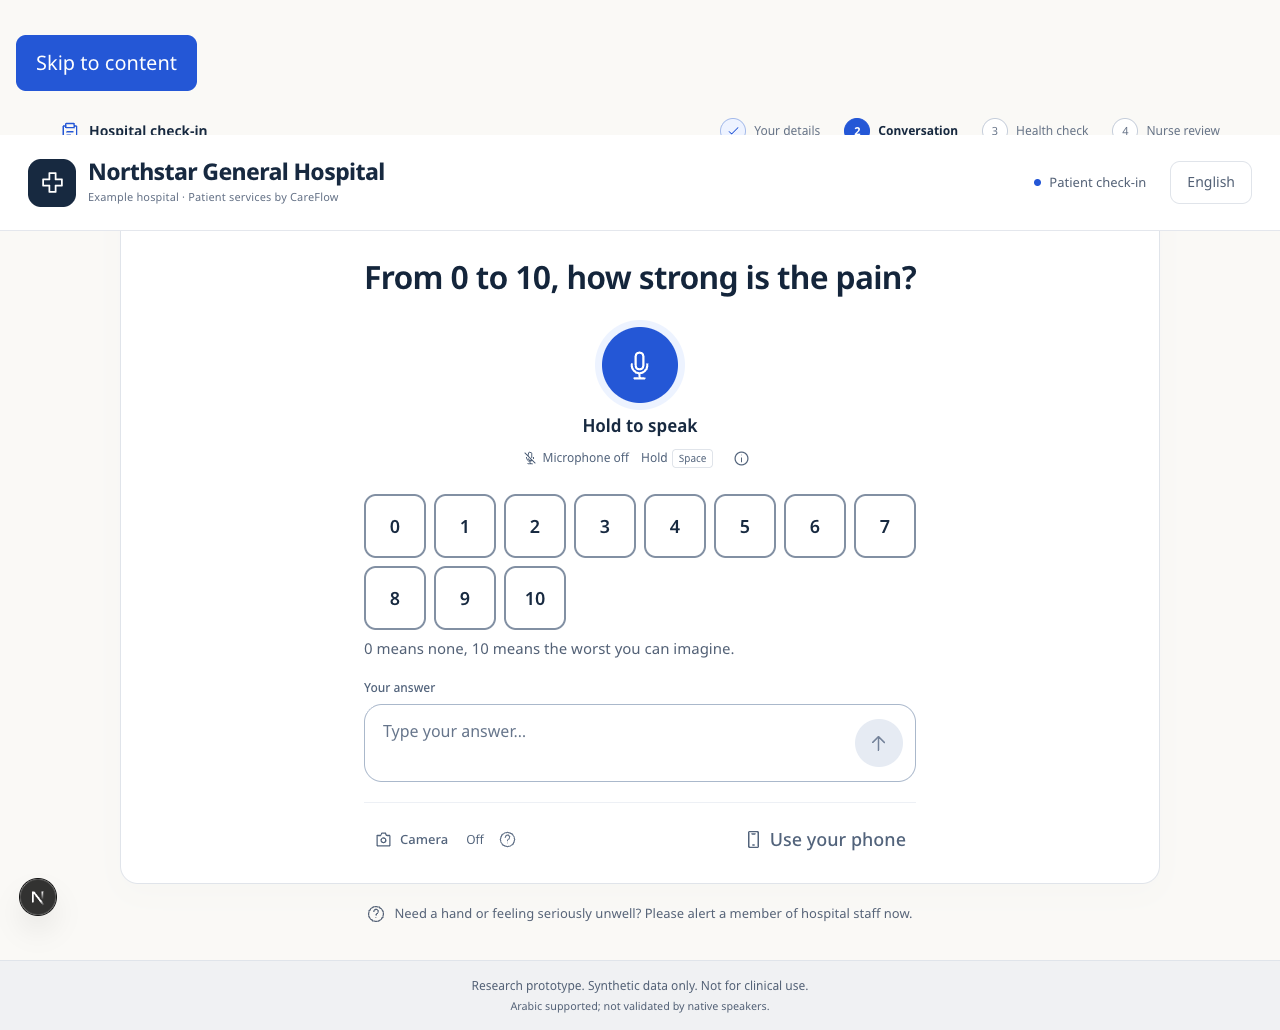 Skip to content
Hospital check-in
Your details
2 Conversation
3 Health check
4 Nurse review
Northstar General Hospital
Example hospital · Patient services by CareFlow
Patient check-in
English
From 0 to 10, how strong is the pain?
Hold to speak
Microphone off Hold Space
0 1 2 3 4 5 6 7
8 9 10
0 means none, 10 means the worst you can imagine.
Your answer
Type your answer...
Camera Off
Use your phone
N
Need a hand or feeling seriously unwell? Please alert a member of hospital staff now.
Research prototype. Synthetic data only. Not for clinical use.
Arabic supported; not validated by native speakers.